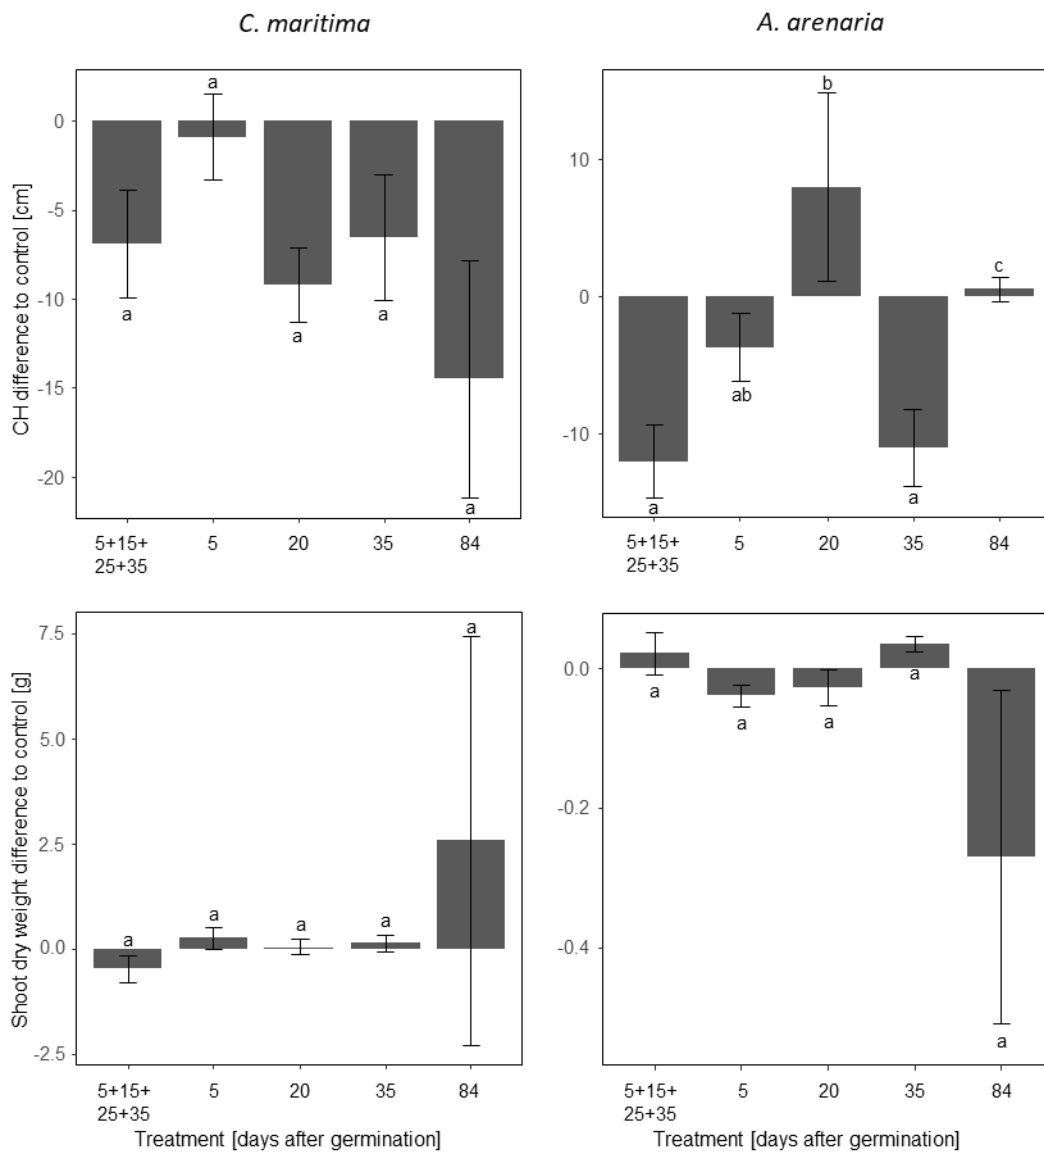 C. maritima
A. arenaria
CH difference to control [cm]
0
-5
-10
-15
-20
a
a
a
a
a
5+15+
25+35
5
20
35
84
10
0
-10
a
ab
b
a
c
5+15+
25+35
5
20
35
84
Shoot dry weight difference to control [g]
7.5
5.0
2.5
0.0
-2.5
a
a
a
a
a
5+15+
25+35
5
20
35
84
Treatment [days after germination]
0.0
-0.2
-0.4
a
a
a
a
a
5+15+
25+35
5
20
35
84
Treatment [days after germination]